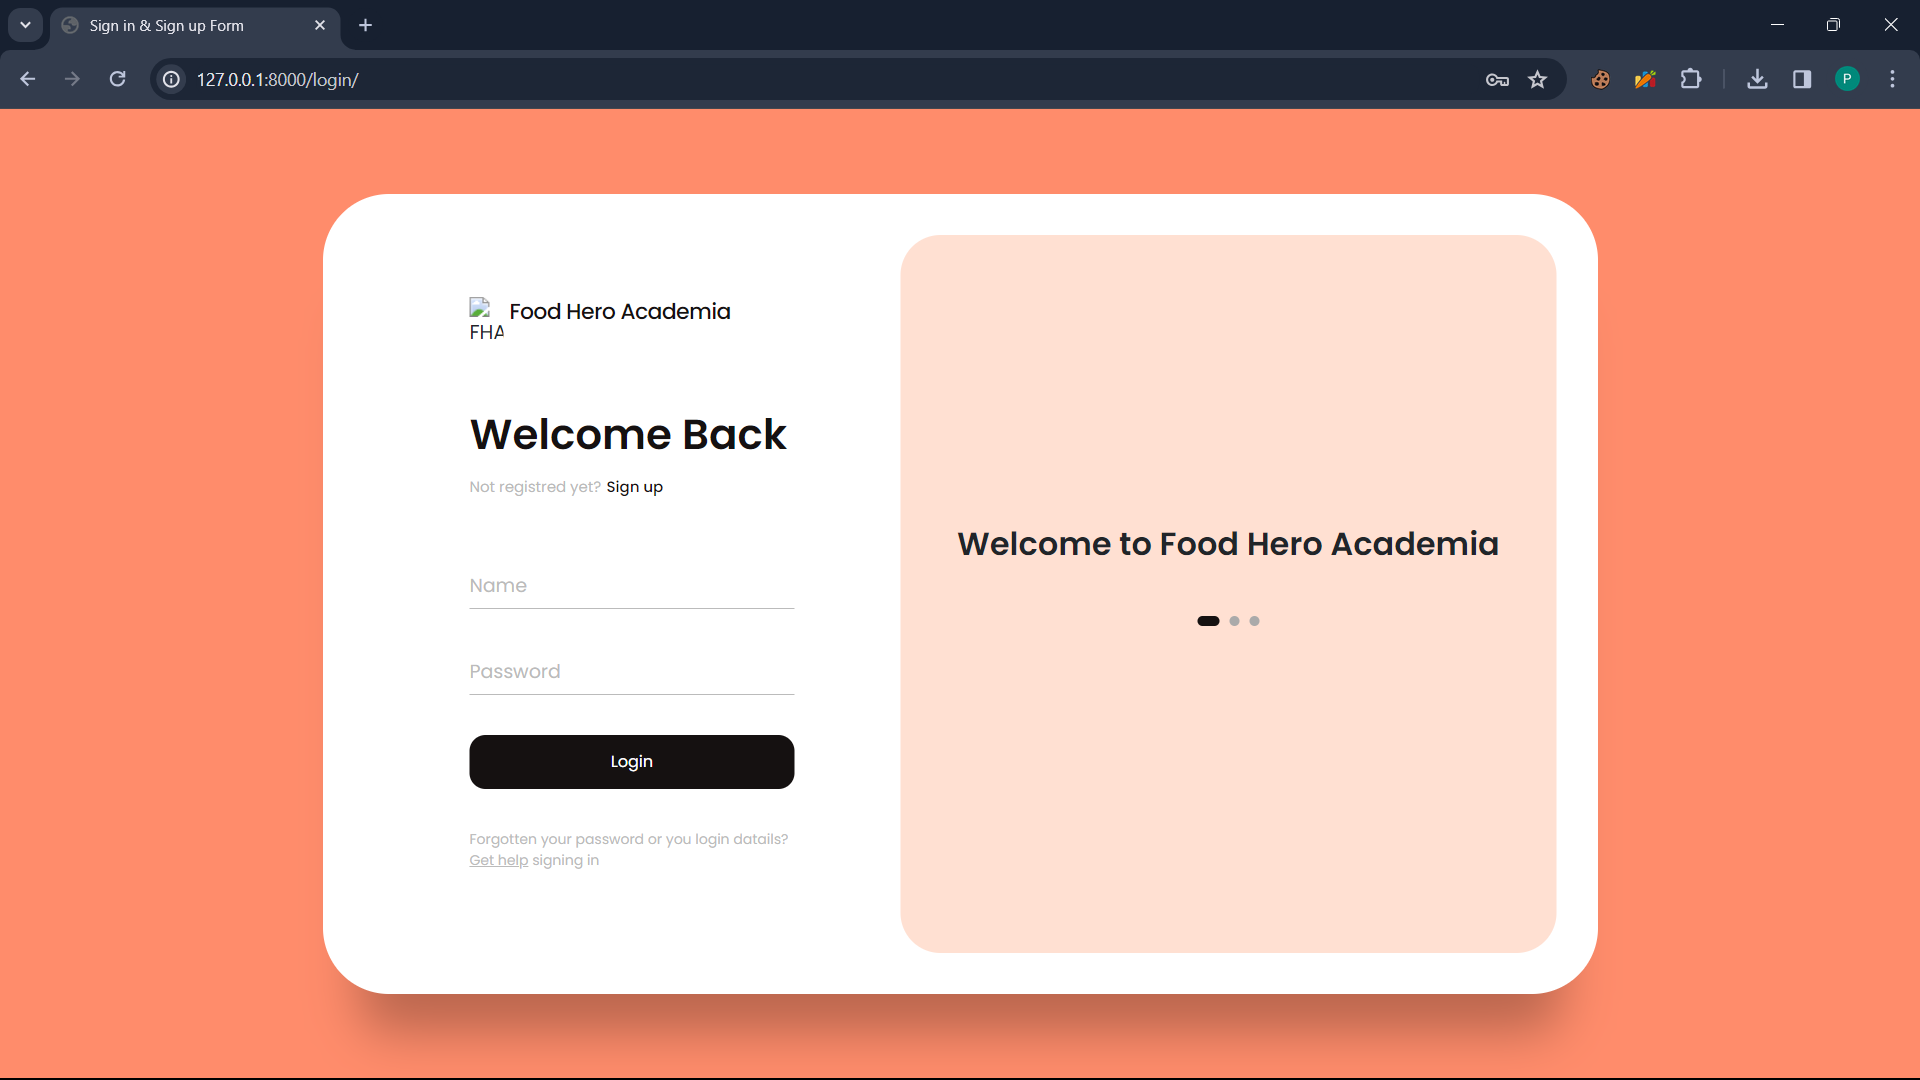 Sign in & Sign up Form
127.0.0.1:8000/login/
P
FHA
Food Hero Academia
Welcome Back
Not registred yet? Sign up
Name
Password
Login
Forgotten your password or you login datails?
Get help signing in
Welcome to Food Hero Academia